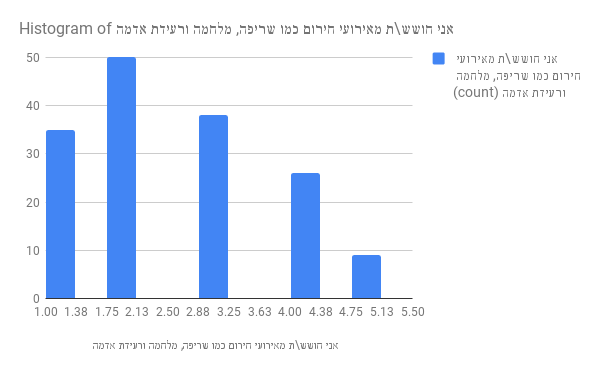 Histogram of אני חושש\ת מאירועי חירום כמו שריפה, מלחמה ורעידת אדמה
אני חושש\ת מאירועי
חירום כמו שריפה, מלחמה
ורעידת אדמה (count)
50
40
30
20
10
0
1.00 1.38 1.75 2.13 2.50 2.88 3.25 3.63 4.00 4.38 4.75 5.13 5.50
אני חושש\ת מאירועי חירום כמו שריפה, מלחמה ורעידת אדמה